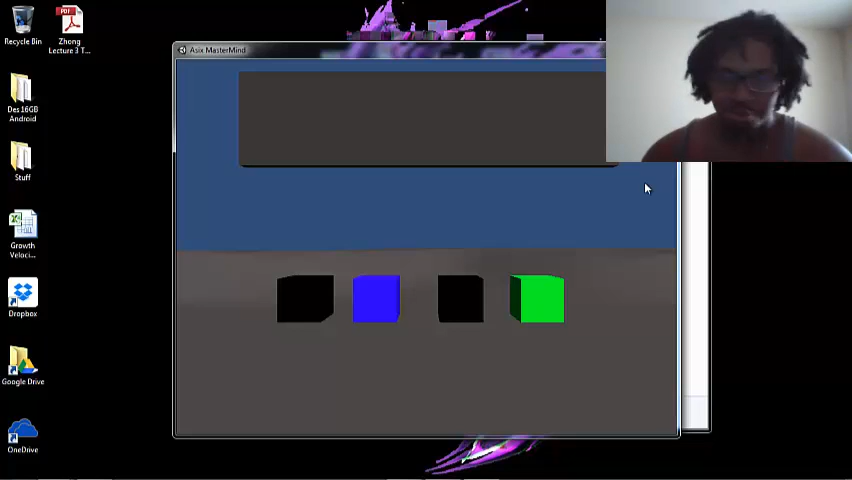 Recycle Bin
Zhong
Lecture 3 T...
Asix MasterMind
Des 16GB
Android
Stuff
Growth
Veloci...
Dropbox
Google Drive
OneDrive